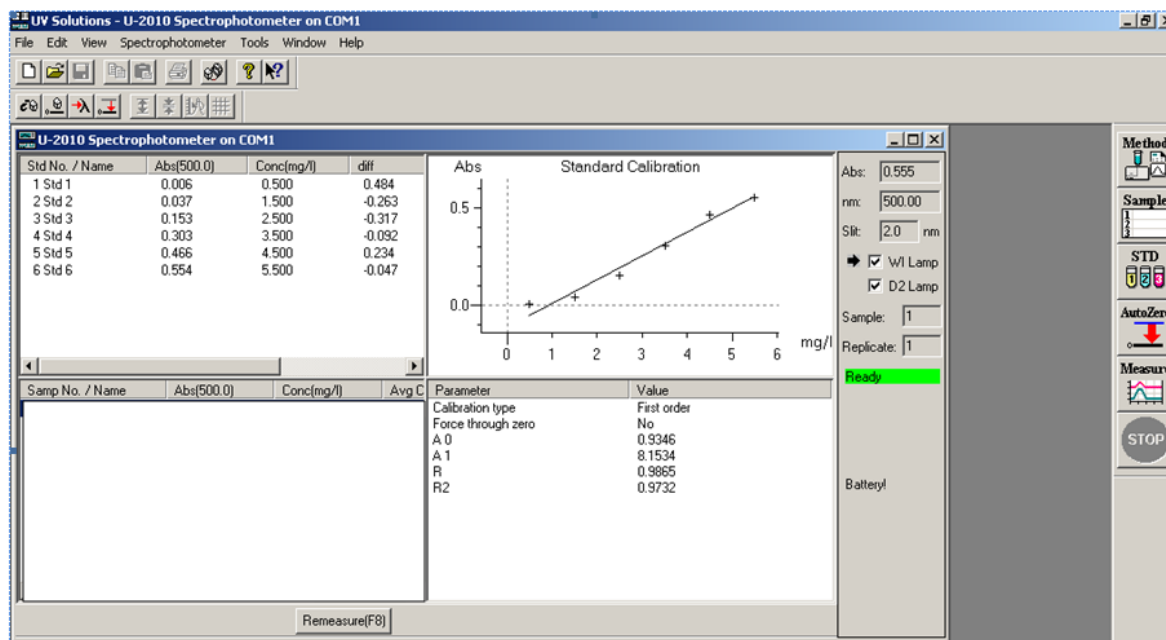 UV Solutions - U-2010 Spectrophotometer on COM1
File Edit View Spectrophotometer Tools Window Help
U-2010 Spectrophotometer on COM1
Std No. / Name Abs(500.0) Conc(mg/l) diff
1 Std 1 0.006 0.500 0.484
2 Std 2 0.037 1.500 -0.263
3 Std 3 0.153 2.500 -0.317
4 Std 4 0.303 3.500 -0.092
5 Std 5 0.466 4.500 0.234
6 Std 6 0.554 5.500 -0.047
Abs Standard Calibration
0.5
0.0
0 1 2 3 4 5 6 mg/l
Abs: 0.555
nm: 500.00
Slit: 2.0 nm
WI Lamp
D2 Lamp
Sample: 1
Replicate: 1
Ready
Battery!
Samp No. / Name Abs(500.0) Conc(mg/l) Avg C
Parameter Value
Calibration type First order
Force through zero No
A 0 0.9346
A 1 8.1534
R 0.9865
R2 0.9732
Remeasure(F8)
Method
Sample
1
2
3
STD
1 2 3
AutoZero
Measure
STOP